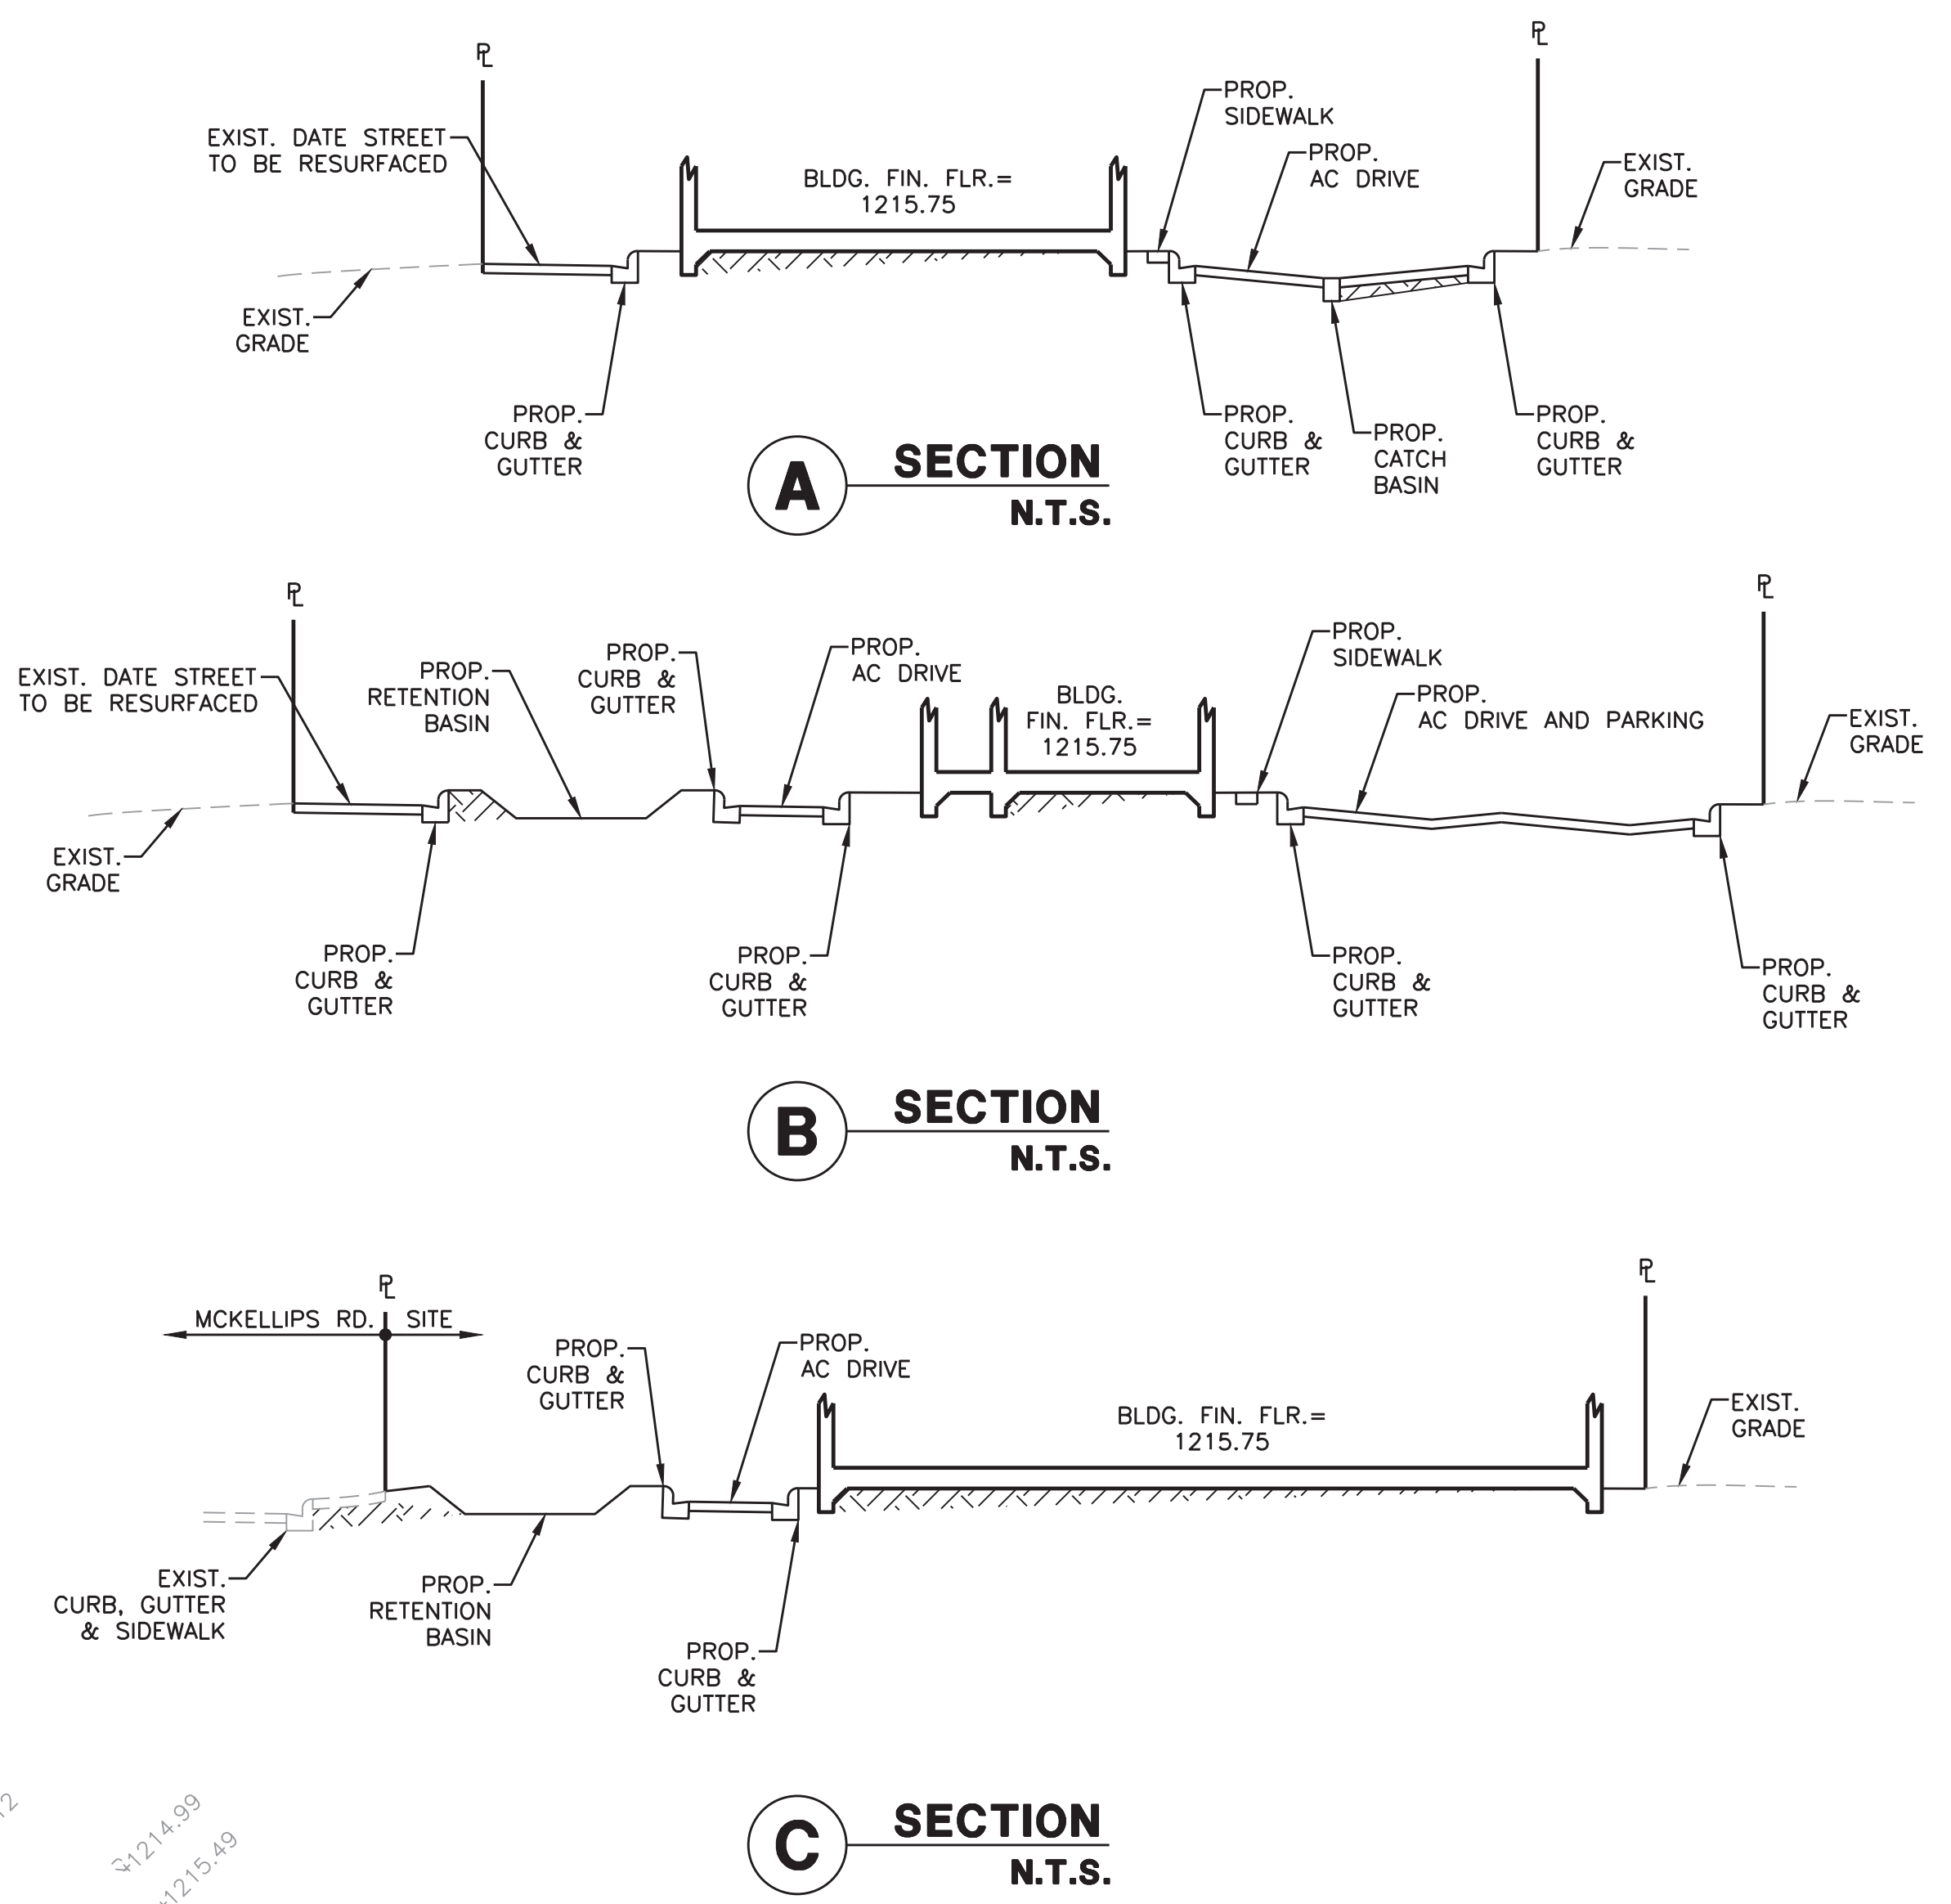 PL
PL
PROP.
SIDEWALK
EXIST. DATE STREET
TO BE RESURFACED
PROP.
AC DRIVE
EXIST.
GRADE
BLDG. FIN. FLR.=
1215.75
EXIST.
GRADE
PROP.
CURB &
GUTTER
PROP.
CURB &
GUTTER
PROP.
CATCH
BASIN
PROP.
CURB &
GUTTER
A
SECTION
N.T.S.
PL
PL
EXIST. DATE STREET
TO BE RESURFACED
PROP.
RETENTION
BASIN
PROP.
CURB &
GUTTER
PROP.
AC DRIVE
BLDG.
FIN. FLR.=
1215.75
PROP.
SIDEWALK
PROP.
AC DRIVE AND PARKING
EXIST.
GRADE
EXIST.
GRADE
PROP.
CURB &
GUTTER
PROP.
CURB &
GUTTER
PROP.
CURB &
GUTTER
PROP.
CURB &
GUTTER
B
SECTION
N.T.S.
PL
PL
MCKELLIPS RD.
SITE
PROP.
CURB &
GUTTER
PROP.
AC DRIVE
BLDG. FIN. FLR.=
1215.75
EXIST.
GRADE
EXIST.
CURB, GUTTER
& SIDEWALK
PROP.
RETENTION
BASIN
PROP.
CURB &
GUTTER
1214.99
1215.49
C
SECTION
N.T.S.